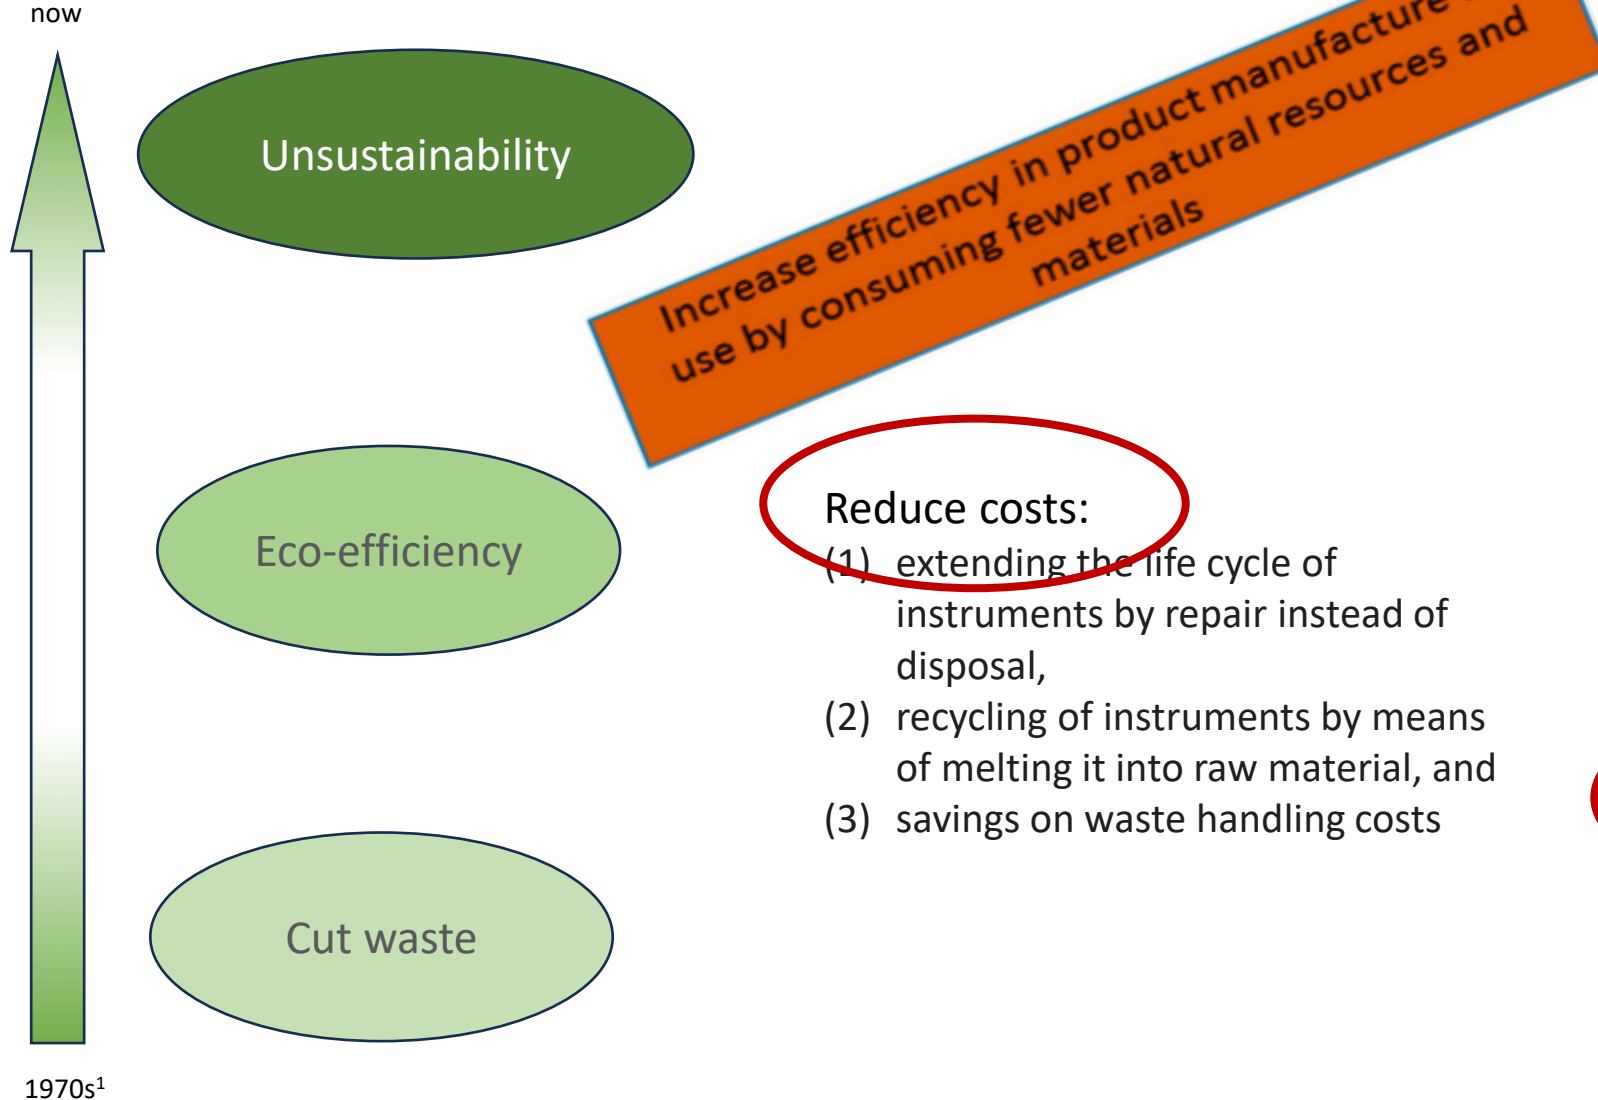 now
Unsustainability
Increase efficiency in product manufacture
use by consuming fewer natural resources and
materials
Eco-efficiency
Reduce costs:
(1) extending the life cycle of
instruments by repair instead of
disposal,
(2) recycling of instruments by means
of melting it into raw material, and
(3) savings on waste handling costs
Cut waste
1970s¹